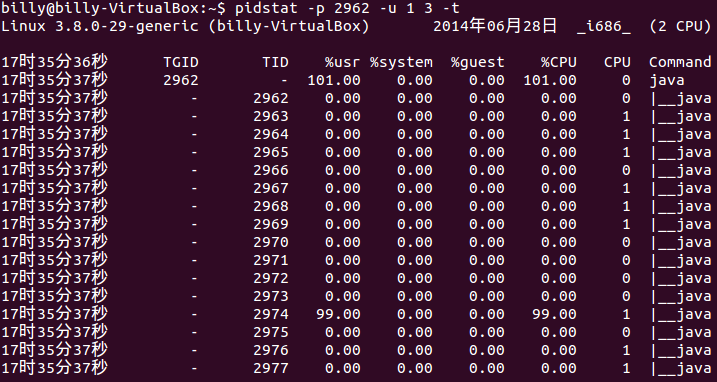 billy@billy-VirtualBox:~$ pidstat -p 2962 -u 1 3 -t
Linux 3.8.0-29-generic (billy-VirtualBox) 2014年06月28日 _i686_ (2 CPU)
17时35分36秒 TGID TID %usr %system %guest %CPU CPU Command
17时35分37秒 2962 - 101.00 0.00 0.00 101.00 0 java
17时35分37秒 - 2962 0.00 0.00 0.00 0.00 0 |__java
17时35分37秒 - 2963 0.00 0.00 0.00 0.00 1 |__java
17时35分37秒 - 2964 0.00 0.00 0.00 0.00 1 |__java
17时35分37秒 - 2965 0.00 0.00 0.00 0.00 1 |__java
17时35分37秒 - 2966 0.00 0.00 0.00 0.00 0 |__java
17时35分37秒 - 2967 0.00 0.00 0.00 0.00 1 |__java
17时35分37秒 - 2968 0.00 0.00 0.00 0.00 1 |__java
17时35分37秒 - 2969 0.00 0.00 0.00 0.00 1 |__java
17时35分37秒 - 2970 0.00 0.00 0.00 0.00 0 |__java
17时35分37秒 - 2971 0.00 0.00 0.00 0.00 0 |__java
17时35分37秒 - 2972 0.00 0.00 0.00 0.00 0 |__java
17时35分37秒 - 2973 0.00 0.00 0.00 0.00 0 |__java
17时35分37秒 - 2974 99.00 0.00 0.00 99.00 1 |__java
17时35分37秒 - 2975 0.00 0.00 0.00 0.00 0 |__java
17时35分37秒 - 2976 0.00 0.00 0.00 0.00 1 |__java
17时35分37秒 - 2977 0.00 0.00 0.00 0.00 1 |__java